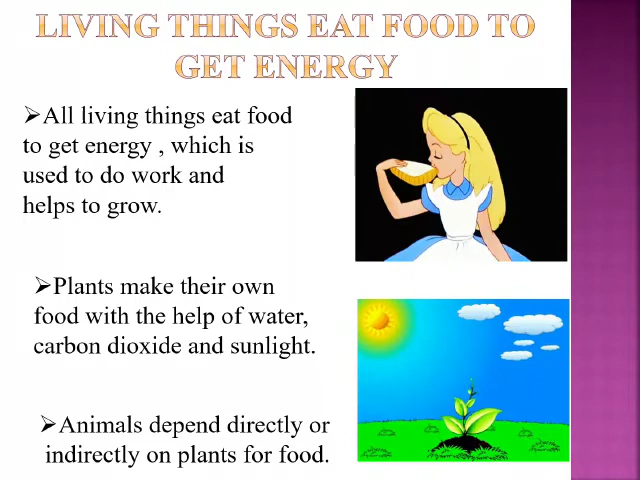 LIVING THINGS EAT FOOD TO
GET ENERGY
➢All living things eat food
to get energy , which is
used to do work and
helps to grow.
➢Plants make their own
food with the help of water,
carbon dioxide and sunlight.
➢Animals depend directly or
indirectly on plants for food.